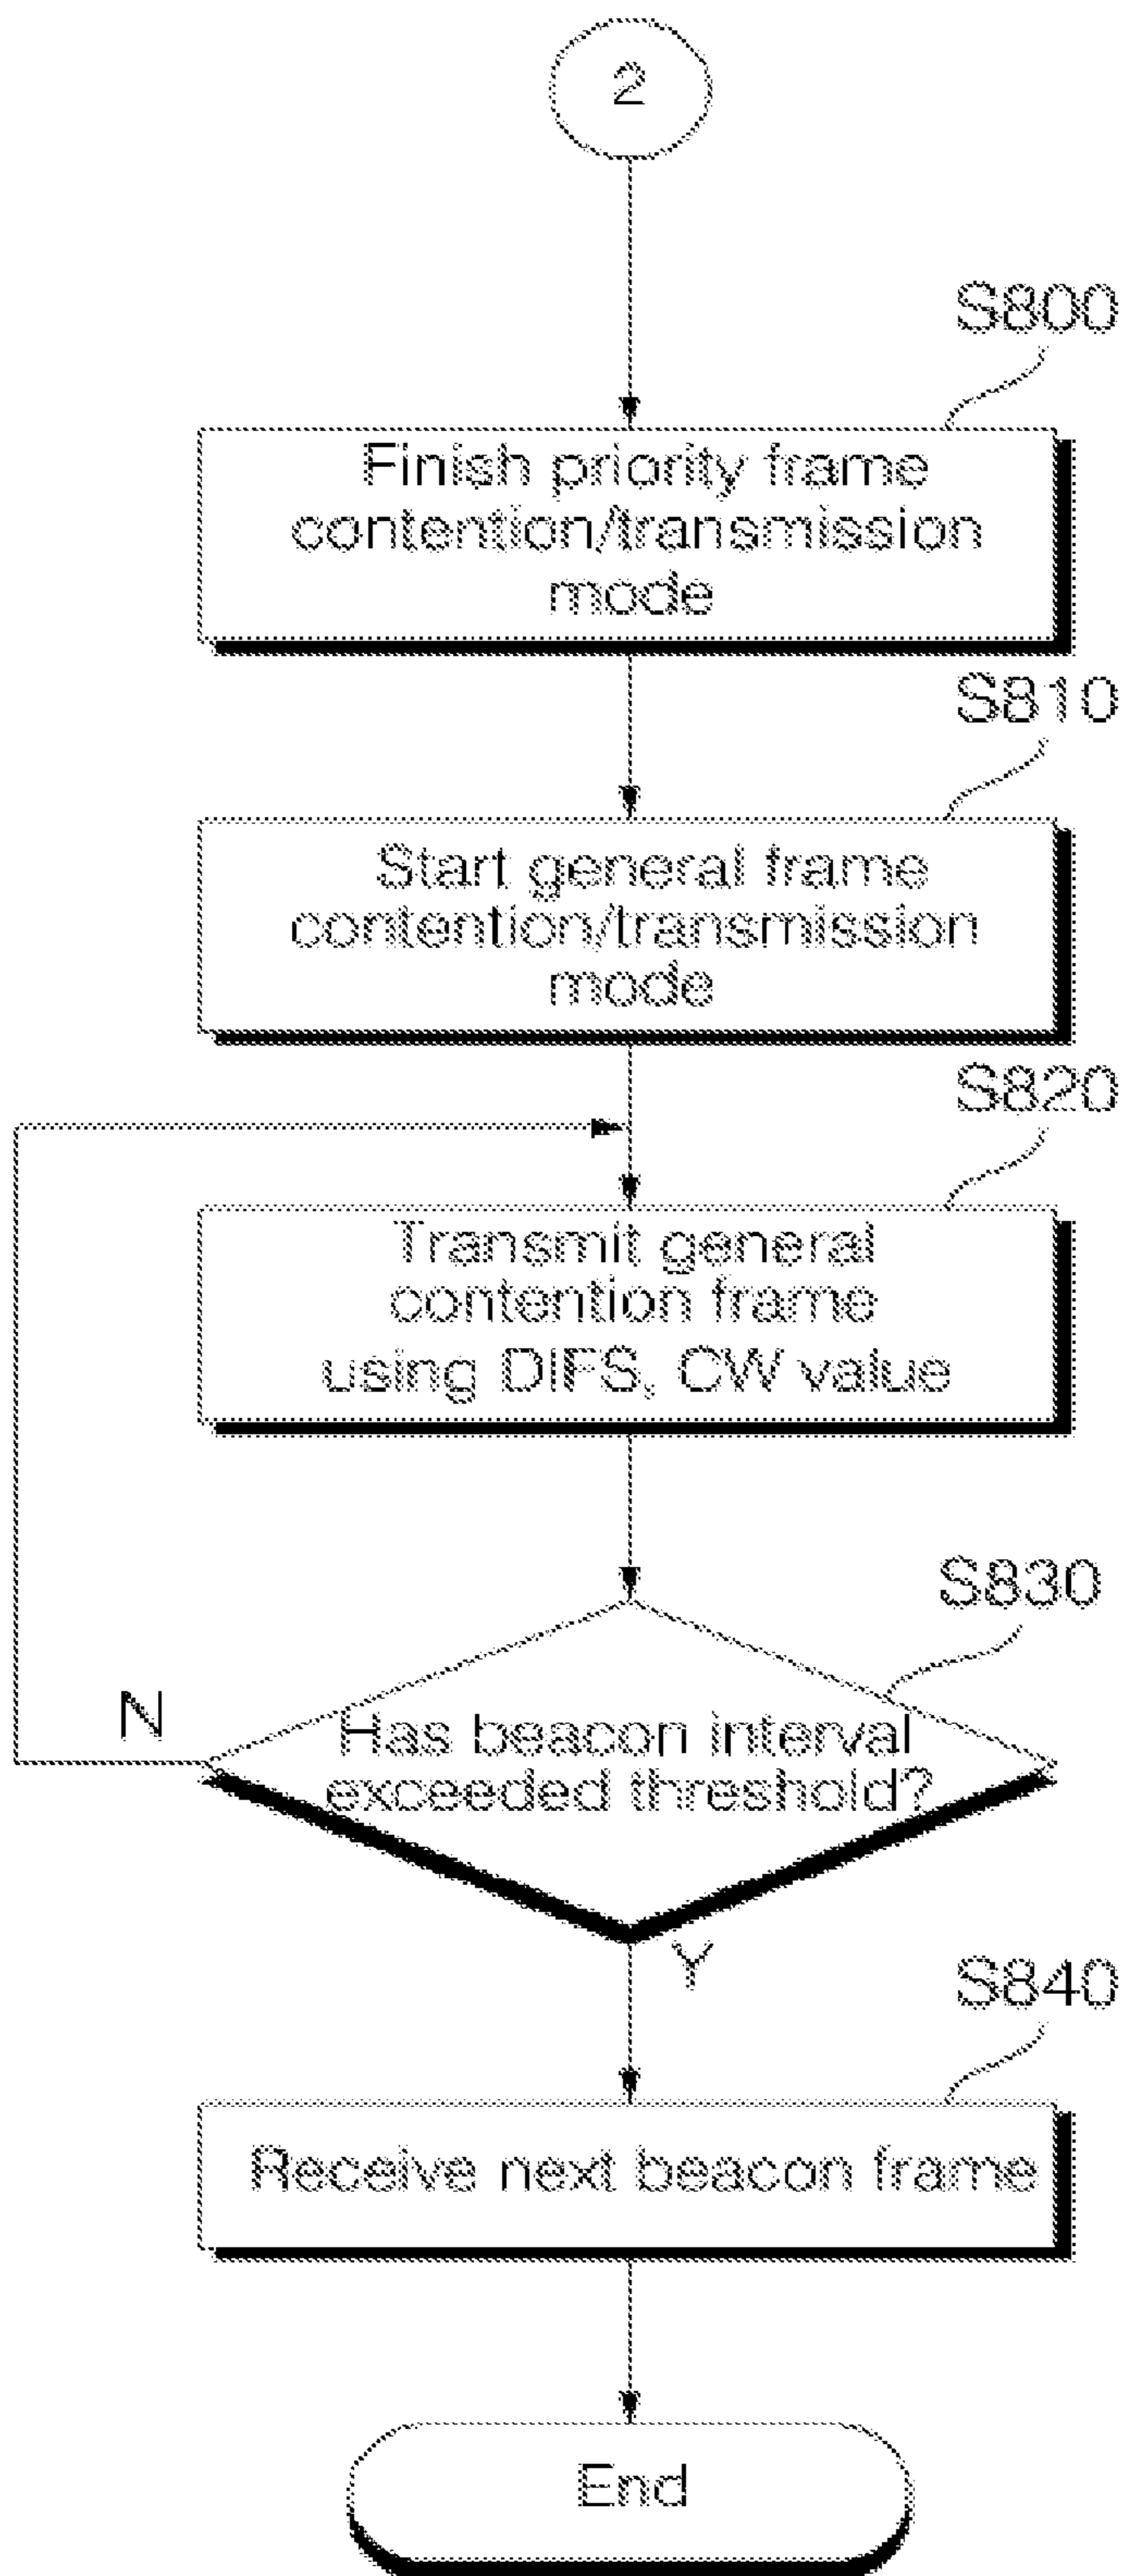 2
S800
Finish priority frame
contention/transmission
mode
S810
Start general frame
contention/transmission
mode
S820
Transmit general
contention frame
using DIFS, CW value
S830
N
Has beacon interval
exceeded threshold?
Y
S840
Receive next beacon frame
End